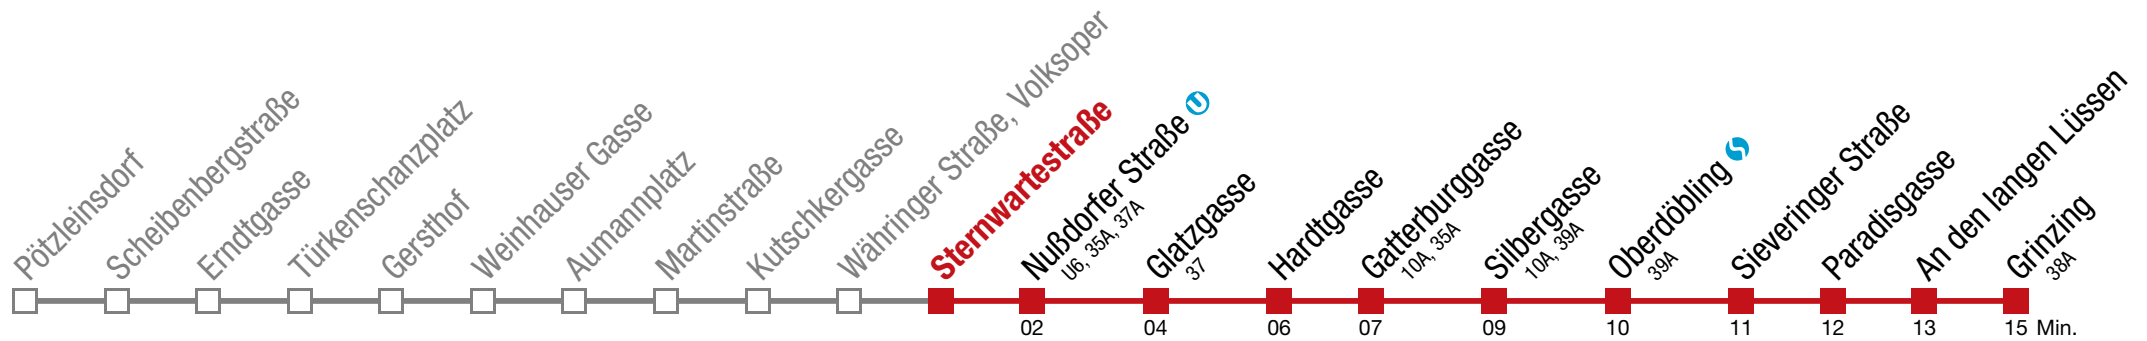 Pötzleinsdorf
Scheibenbergstraße
Erndtgasse
Türkenschanzplatz
Gersthof
Weinhauser Gasse
Aumannplatz
Martinstraße
Kutschkergasse
Währinger Straße, Volksoper
Sternwartestraße
Nußdorfer Straße U
U6, 35A, 37A
Glatzgasse
37
Hardtgasse
Gatterburggasse
10A, 35A
Silbergasse
10A, 39A
Oberdöbling S
39A
Sieveringer Straße
Paradisgasse
An den langen Lüssen
Grinzing
38A
02 04 06 07 09 10 11 12 13 15 Min.